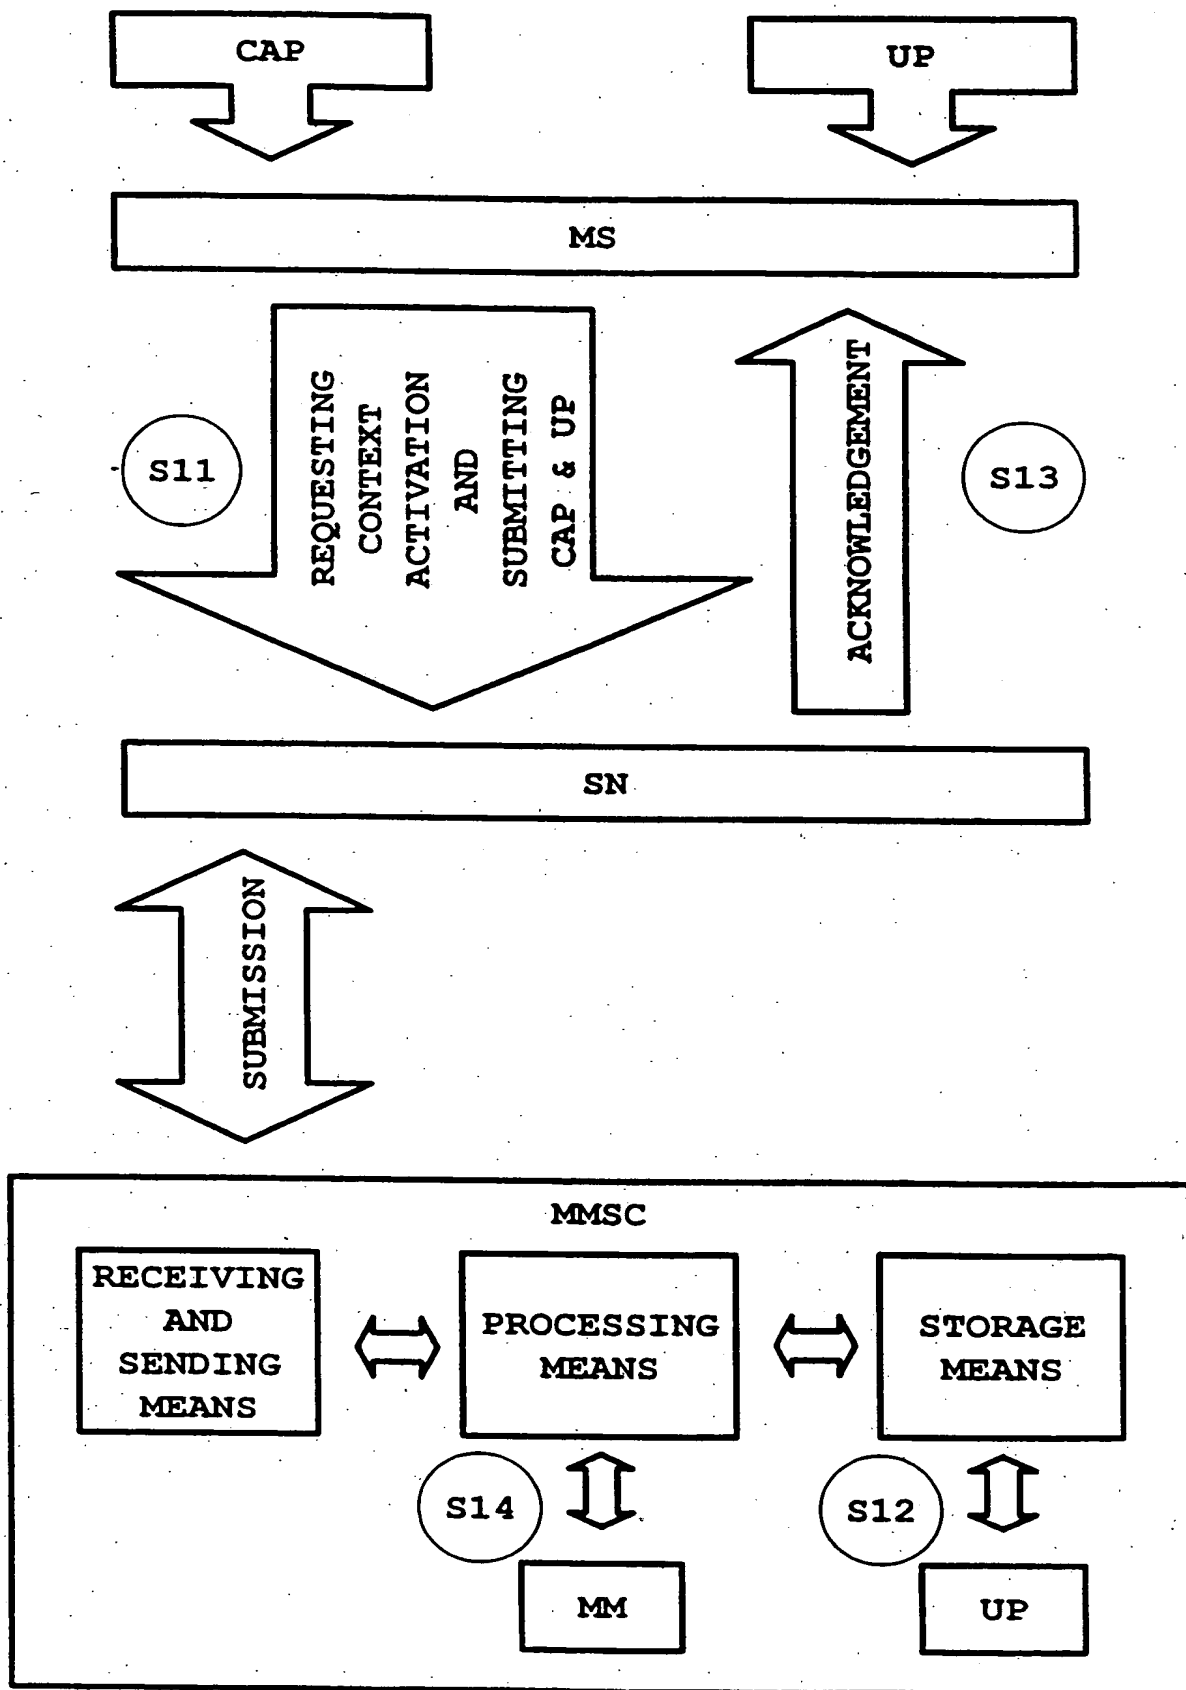 CAP
UP
MS
S11
REQUESTING
CONTEXT
ACTIVATION
AND
SUBMITTING
CAP & UP
ACKNOWLEDGEMENT
S13
SN
SUBMISSION
MMSC
RECEIVING
AND
SENDING
MEANS
PROCESSING
MEANS
STORAGE
MEANS
S14
S12
MM
UP